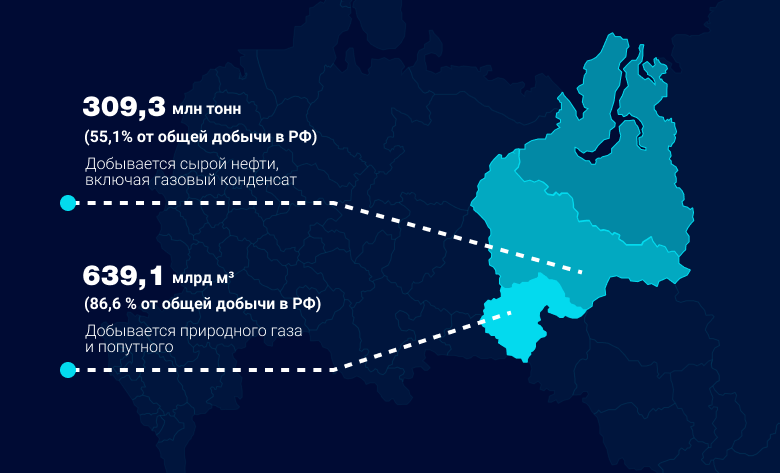 309,3 млн тонн
(55,1% от общей добычи в РФ)
Добывается сырой нефти,
включая газовый конденсат
639,1 млрд м³
(86,6 % от общей добычи в РФ)
Добывается природного газа
и попутного